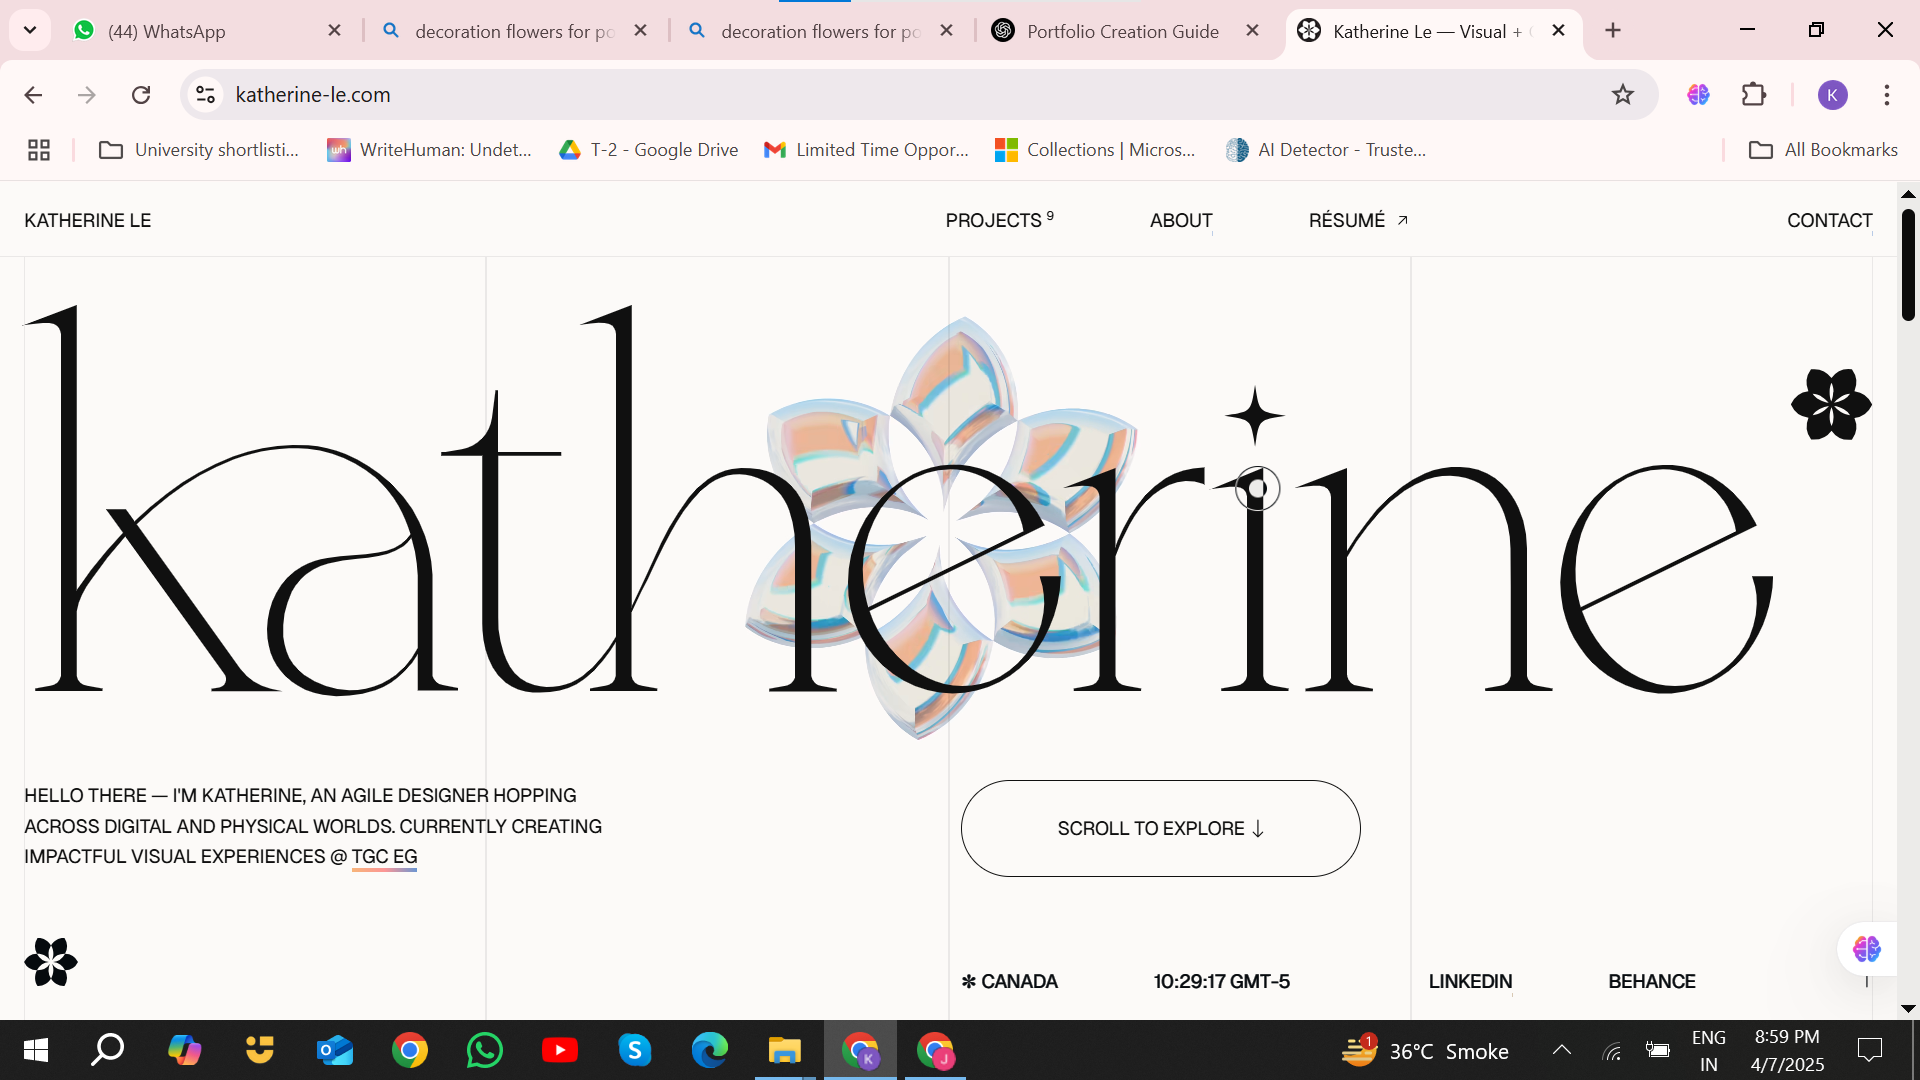 (44) WhatsApp
decoration flowers for po
decoration flowers for po
Portfolio Creation Guide
Katherine Le — Visual +
katherine-le.com
K
University shortlisti...
wh WriteHuman: Undet...
T-2 - Google Drive
Limited Time Oppor...
Collections | Micros...
AI Detector - Truste...
All Bookmarks
KATHERINE LE
PROJECTS 9
ABOUT
RÉSUMÉ ↗
CONTACT
katherine
HELLO THERE — I'M KATHERINE, AN AGILE DESIGNER HOPPING
ACROSS DIGITAL AND PHYSICAL WORLDS. CURRENTLY CREATING
IMPACTFUL VISUAL EXPERIENCES @ TGC EG
SCROLL TO EXPLORE ↓
✻ CANADA
10:29:17 GMT-5
LINKEDIN
BEHANCE
K
J
1
36°C Smoke
ENG
IN
8:59 PM
4/7/2025